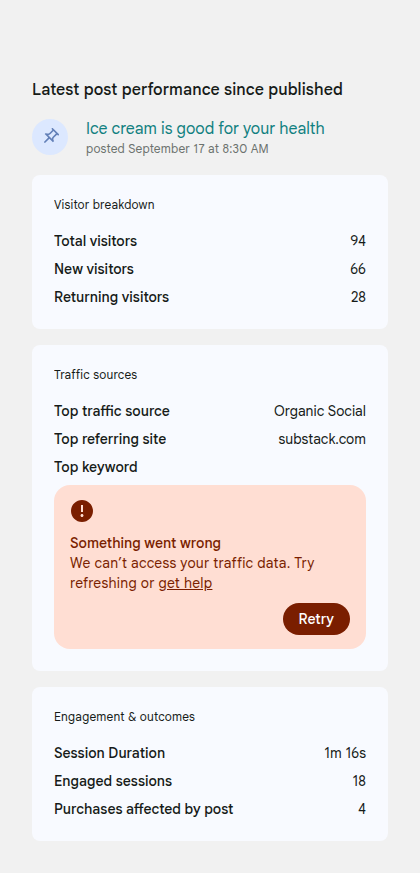 Latest post performance since published
Ice cream is good for your health
posted September 17 at 8:30 AM
Visitor breakdown
Total visitors 94
New visitors 66
Returning visitors 28
Traffic sources
Top traffic source Organic Social
Top referring site substack.com
Top keyword
Something went wrong
We can’t access your traffic data. Try
refreshing or get help
Retry
Engagement & outcomes
Session Duration 1m 16s
Engaged sessions 18
Purchases affected by post 4